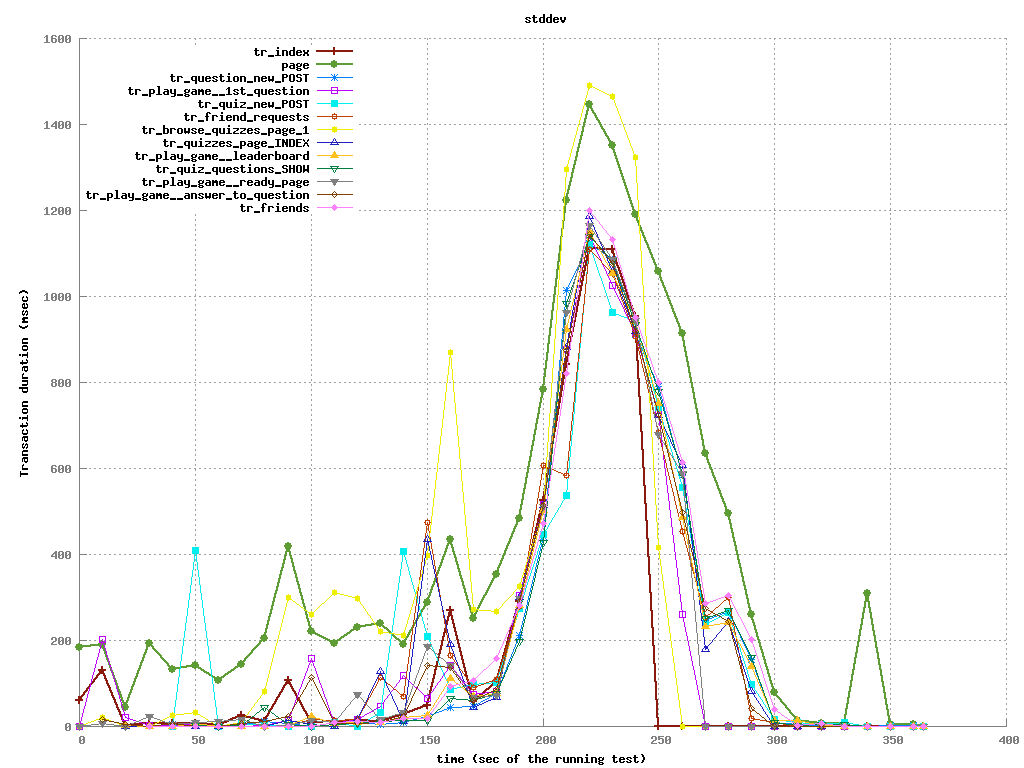 stddev
1600
1400
1200
1000
800
600
400
200
0
Transaction duration (msec)
tr_index
page
tr_question_new_POST
tr_play_game__1st_question
tr_quiz_new_POST
tr_friend_requests
tr_browse_quizzes_page_1
tr_quizzes_page_INDEX
tr_play_game__leaderboard
tr_quiz_questions_SHOW
tr_play_game__ready_page
tr_play_game__answer_to_question
tr_friends
0 50 100 150 200 250 300 350 400
time (sec of the running test)